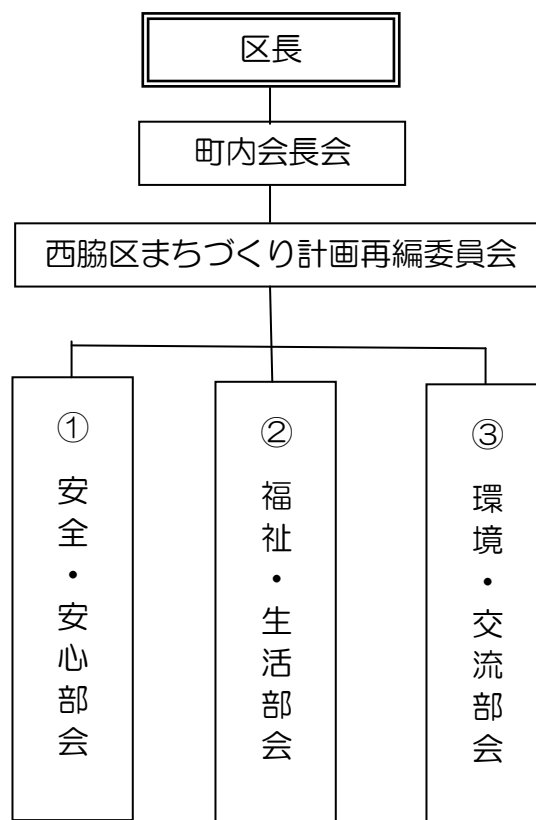 区長
町内会長会
西脇区まちづくり計画再編委員会
①安全・安心部会
②福祉・生活部会
③環境・交流部会